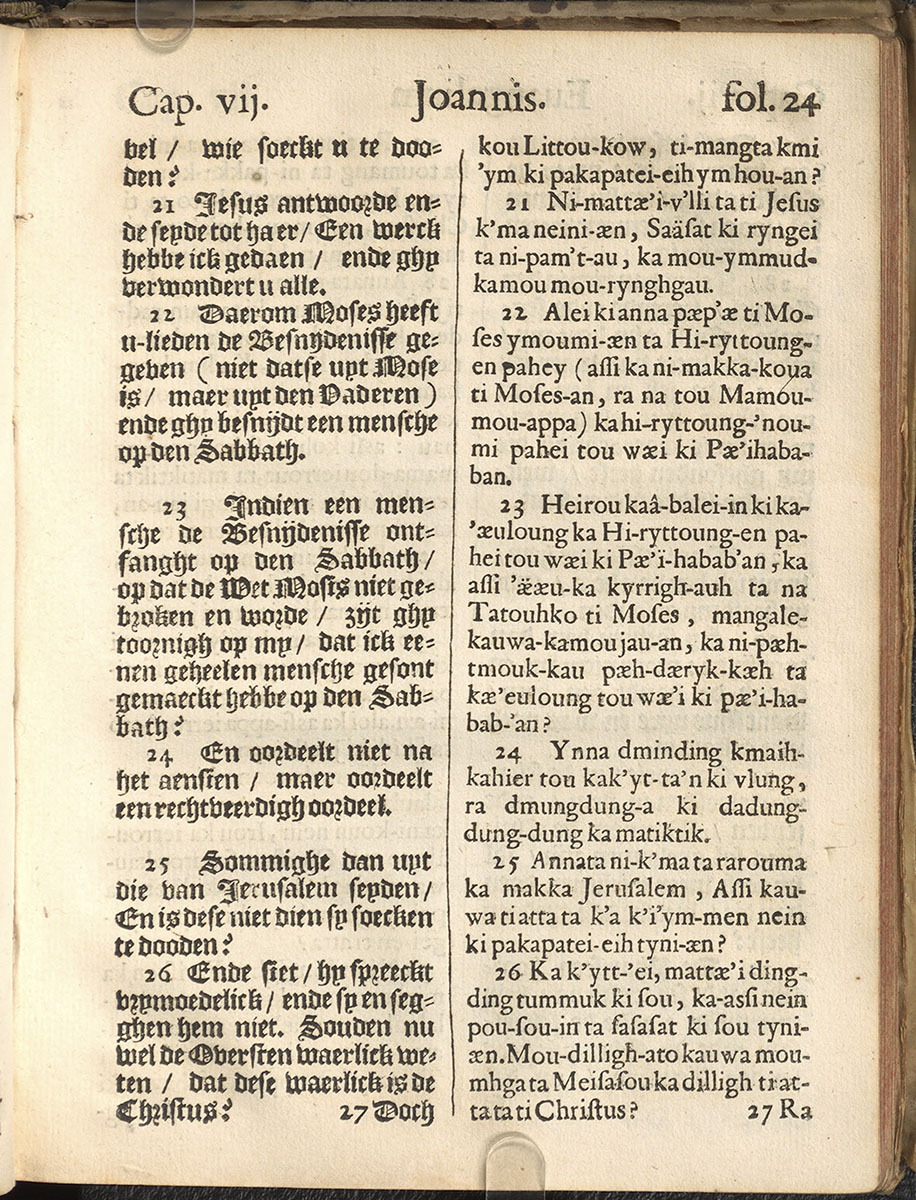 Cap. vij. Joannis. fol. 24
vel / wie soeckt u te doo-
den?
21 Jesus antwoorde en-
de seyde tot haer / Een werck
hebbe ick gedaen / ende ghy
verwondert u alle.
22 Daerom Moses heeft
u-lieden de Besnijdenisse ge-
geven ( niet datse uyt Mose
is / maer uyt den Vaderen )
ende ghy besnijdt een mensche
op den Sabbath.
23 Indien een men-
sche de Besnijdenisse ont-
fanght op den Sabbath /
op dat de Wet Mosis niet ge-
broken en worde / zijt ghy
toornigh op my / dat ick ee-
nen geheelen mensche gesont
gemaeckt hebbe op den Sab-
bath?
24 En oordeelt niet na
het aensien / maer oordeelt
een rechtveerdigh oordeel.
25 Sommighe dan uyt
die van Jerusalem seyden /
En is dese niet dien sy soecken
te dooden?
26 Ende siet / hy spreeckt
vrymoedelick / ende sy en seg-
ghen hem niet. Souden nu
wel de Oversten waerlick we-
ten / dat dese waerlick is de
Christus? 27 Doch
kou Littou-kow, ti-mangta kmi
'ym ki pakapatei-eih ym hou-an?
21 Ni-mattæ'i-v'lli ta ti Jeſus
k'ma neini-æn, Saäſat ki ryngei
ta ni-pam't-au, ka mou-ymmud-
ka mou mou-rynghgau.
22 Alei ki anna pæp'æ ti Mo-
ſes ymoumi-æn ta Hi-ryttoung-
en pahey (aſſi ka ni-makka-koua
ti Moſes-an, ra na tou Mamou-
mou-appa) ka hi-ryttoung-'nou-
mi pahei tou wæi ki Pæ'ihaba-
ban.
23 Heirou kaâ-balei-in ki ka-
'æuloung ka Hi-ryttoung-en pa-
hei tou wæi ki Pæ'ï-habab'an, ka
aſſi 'ǟæu-ka kyrrigh-auh ta na
Tatouhko ti Moſes, mangale-
kauwa-kamou jau-an, ka ni-pæh-
tmouk-kau pæh-dæryk-kæh ta
kæ'euloung tou wæ'i ki pæ'i-ha-
bab-'an?
24 Ynna dminding kmaih-
kahier tou kak'yt-ta'n ki vlung,
ra dmungdung-a ki dadung-
dung ka matiktik.
25 Annata ni-k'ma ta rarouma
ka makka Jeruſalem, Aſſi kau-
wa ti atta ta k'a k'i'ym-men nein
ki pakapatei-eih tyni-æn?
26 Ka k'ytt-'ei, mattæ'i ding-
ding tummuk ki ſou, ka-aſſi nein
pou-ſou-in ta ſaſaſat ki ſou tyni-
æn. Mou-dilligh-ato kauwa mou-
mhga ta Meiſaſou ka dilligh ti at-
ta ta ti Chriſtus? 27 Ra